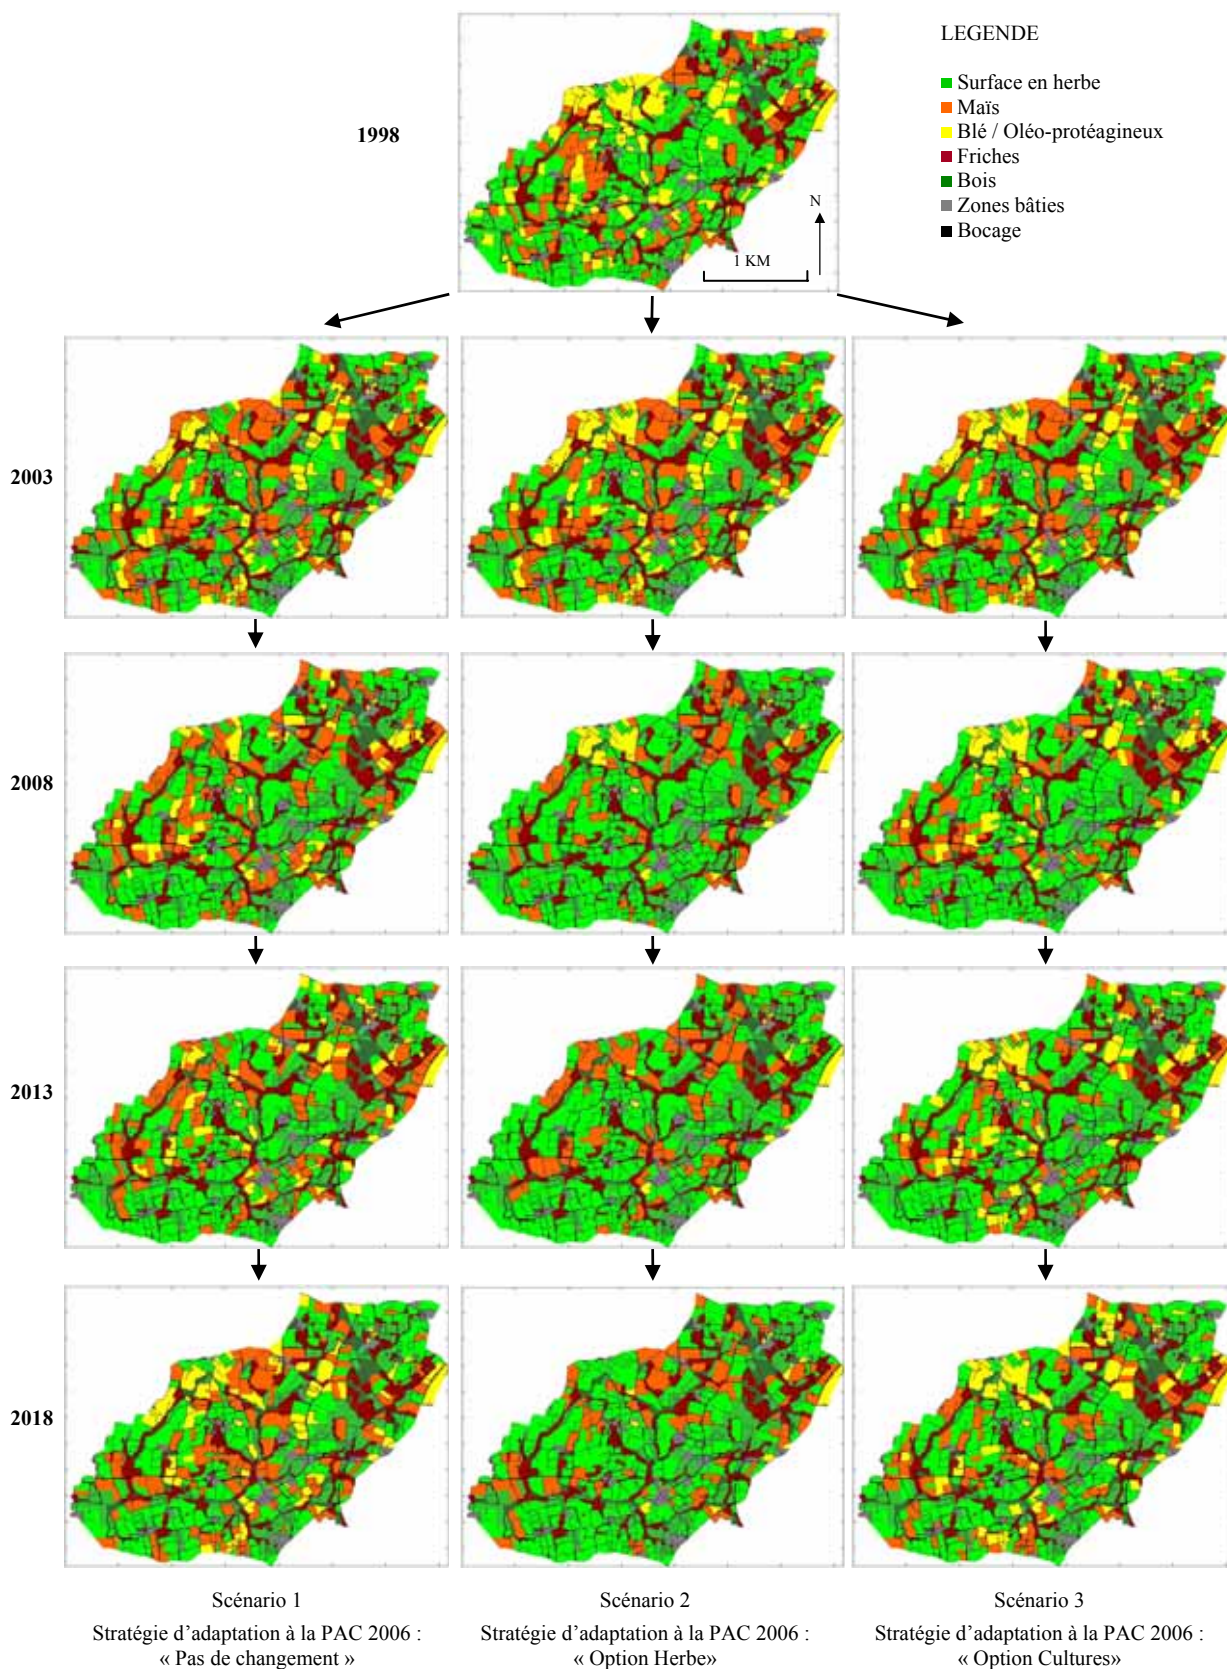 LEGENDE
Surface en herbe
Maïs
Blé / Oléo-protéagineux
Friches
Bois
Zones bâties
Bocage
1998
N
1 KM
2003
2008
2013
2018
Scénario 1
Stratégie d’adaptation à la PAC 2006 :
« Pas de changement »
Scénario 2
Stratégie d’adaptation à la PAC 2006 :
« Option Herbe»
Scénario 3
Stratégie d’adaptation à la PAC 2006 :
« Option Cultures»